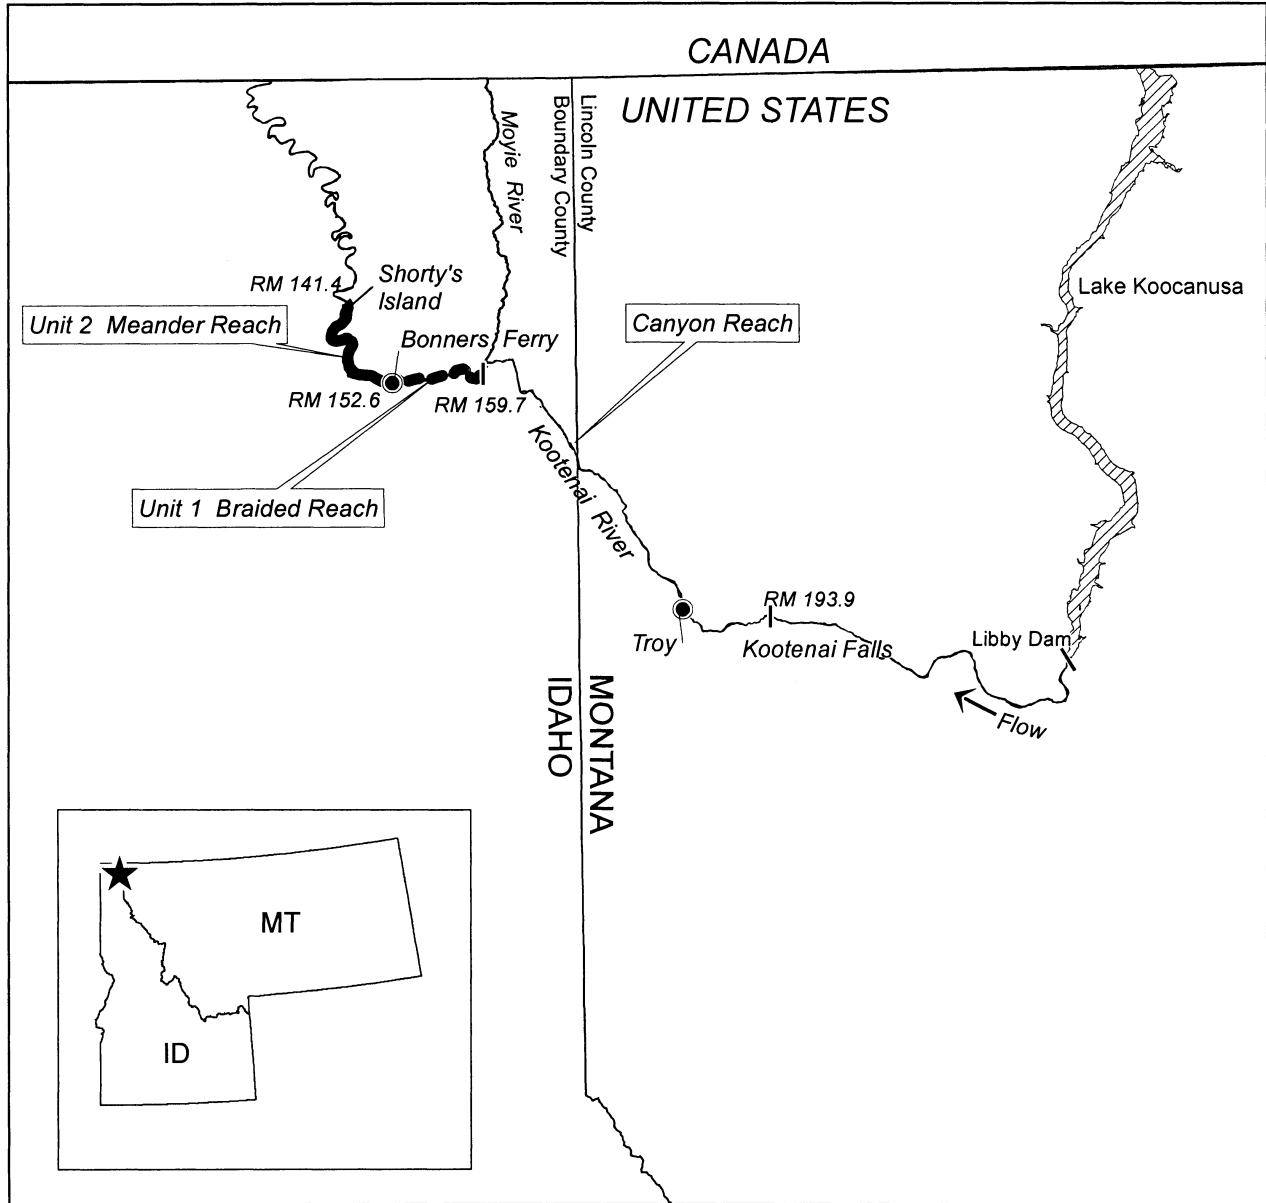 CANADA
UNITED STATES
Moyie River
Boundary County
Lincoln County
RM 141.4
Shorty's
Island
Lake Koocanusa
Unit 2 Meander Reach
Bonners Ferry
Canyon Reach
RM 152.6
RM 159.7
Kootenai River
Unit 1 Braided Reach
RM 193.9
Troy
Kootenai Falls
Libby Dam
Flow
IDAHO
MONTANA
MT
ID